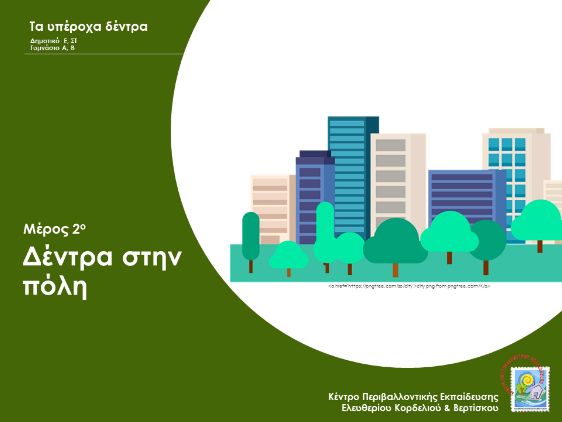 Τα υπέροχα δέντρα
Δημοτικό Ε, ΣΤ
Γυμνάσιο Α, Β
Μέρος 2ο
Δέντρα στην
πόλη
Κέντρο Περιβαλλοντικής Εκπαίδευσης
Ελευθερίου Κορδελιού & Βερτίσκου